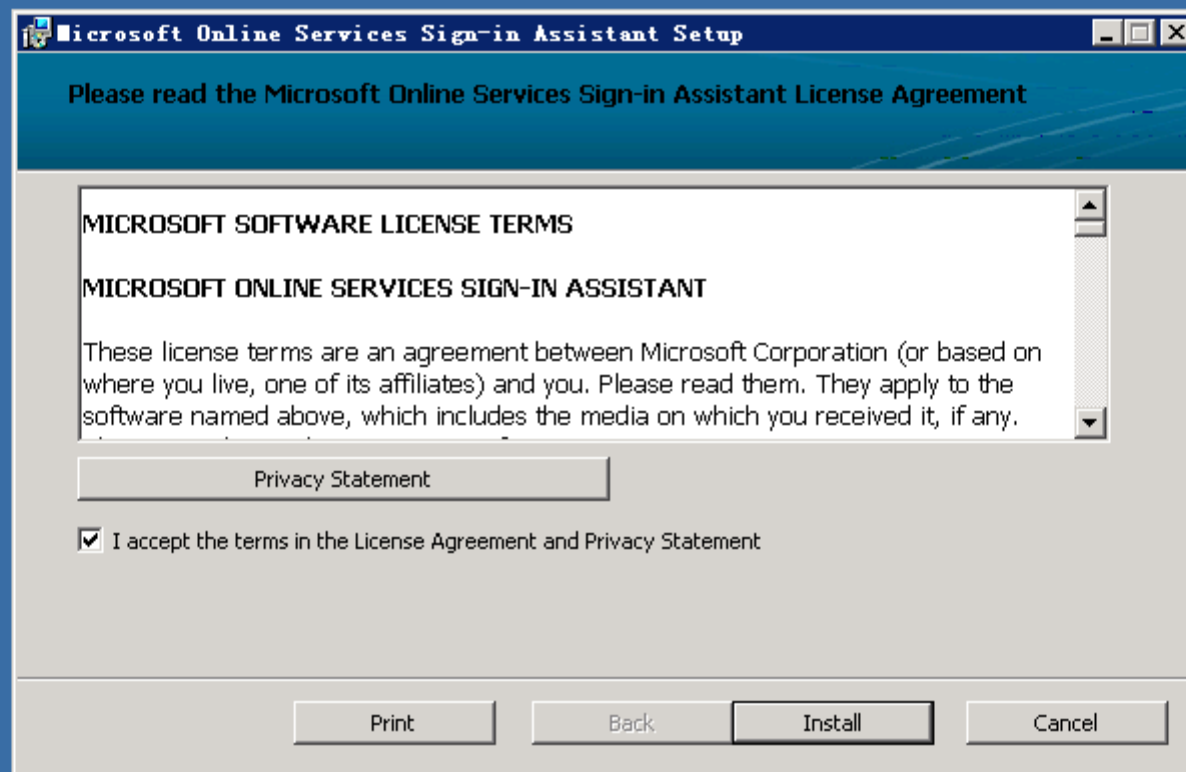 Microsoft Online Services Sign-in Assistant Setup
Please read the Microsoft Online Services Sign-in Assistant License Agreement
MICROSOFT SOFTWARE LICENSE TERMS
MICROSOFT ONLINE SERVICES SIGN-IN ASSISTANT
These license terms are an agreement between Microsoft Corporation (or based on
where you live, one of its affiliates) and you. Please read them. They apply to the
software named above, which includes the media on which you received it, if any.
Privacy Statement
I accept the terms in the License Agreement and Privacy Statement
Print
Back
Install
Cancel